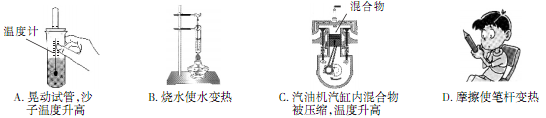 温度计
混合物
A. 晃动试管,沙
子温度升高
B. 烧水使水变热
C. 汽油机汽缸内混合物
被压缩,温度升高
D. 摩擦使笔杆变热